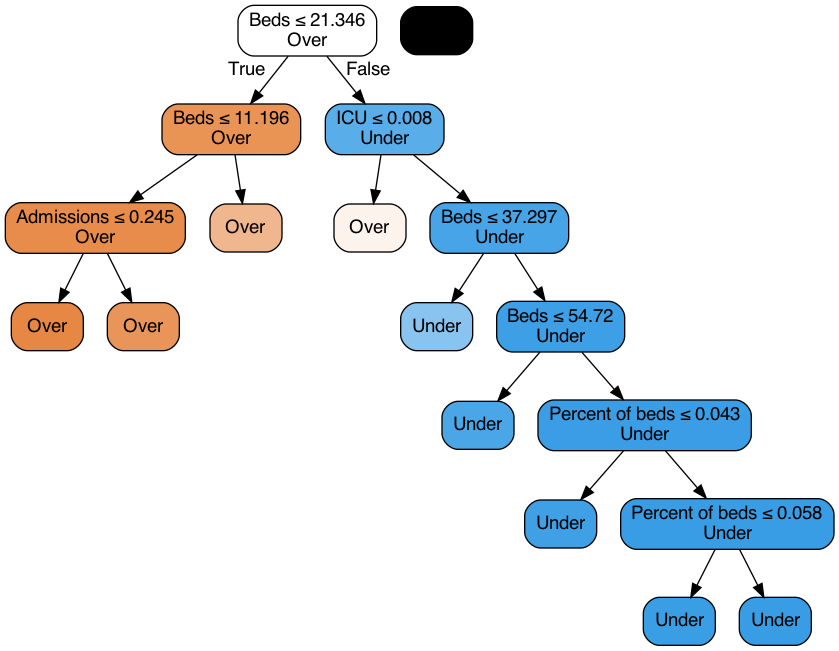 Beds ≤ 21.346
Over
True
False
Beds ≤ 11.196
Over
ICU ≤ 0.008
Under
Admissions ≤ 0.245
Over
Over
Over
Beds ≤ 37.297
Under
Over
Over
Under
Beds ≤ 54.72
Under
Under
Percent of beds ≤ 0.043
Under
Under
Percent of beds ≤ 0.058
Under
Under
Under